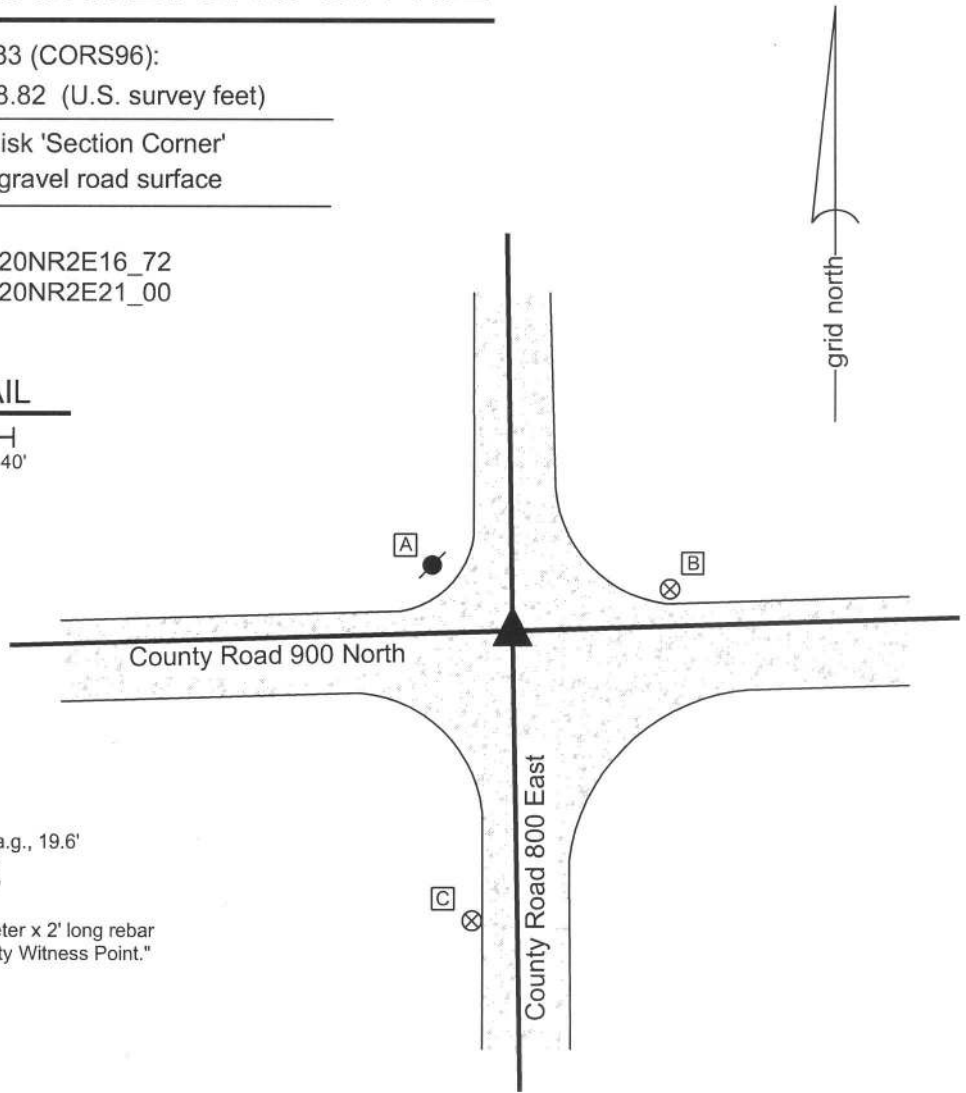 33 (CORS96):
3.82 (U.S. survey feet)
isk 'Section Corner'
gravel road surface
20NR2E16_72
20NR2E21_00
AIL
H
40'
grid north
A
B
County Road 900 North
County Road 800 East
a.g., 19.6'
C
eter x 2' long rebar
ty Witness Point."